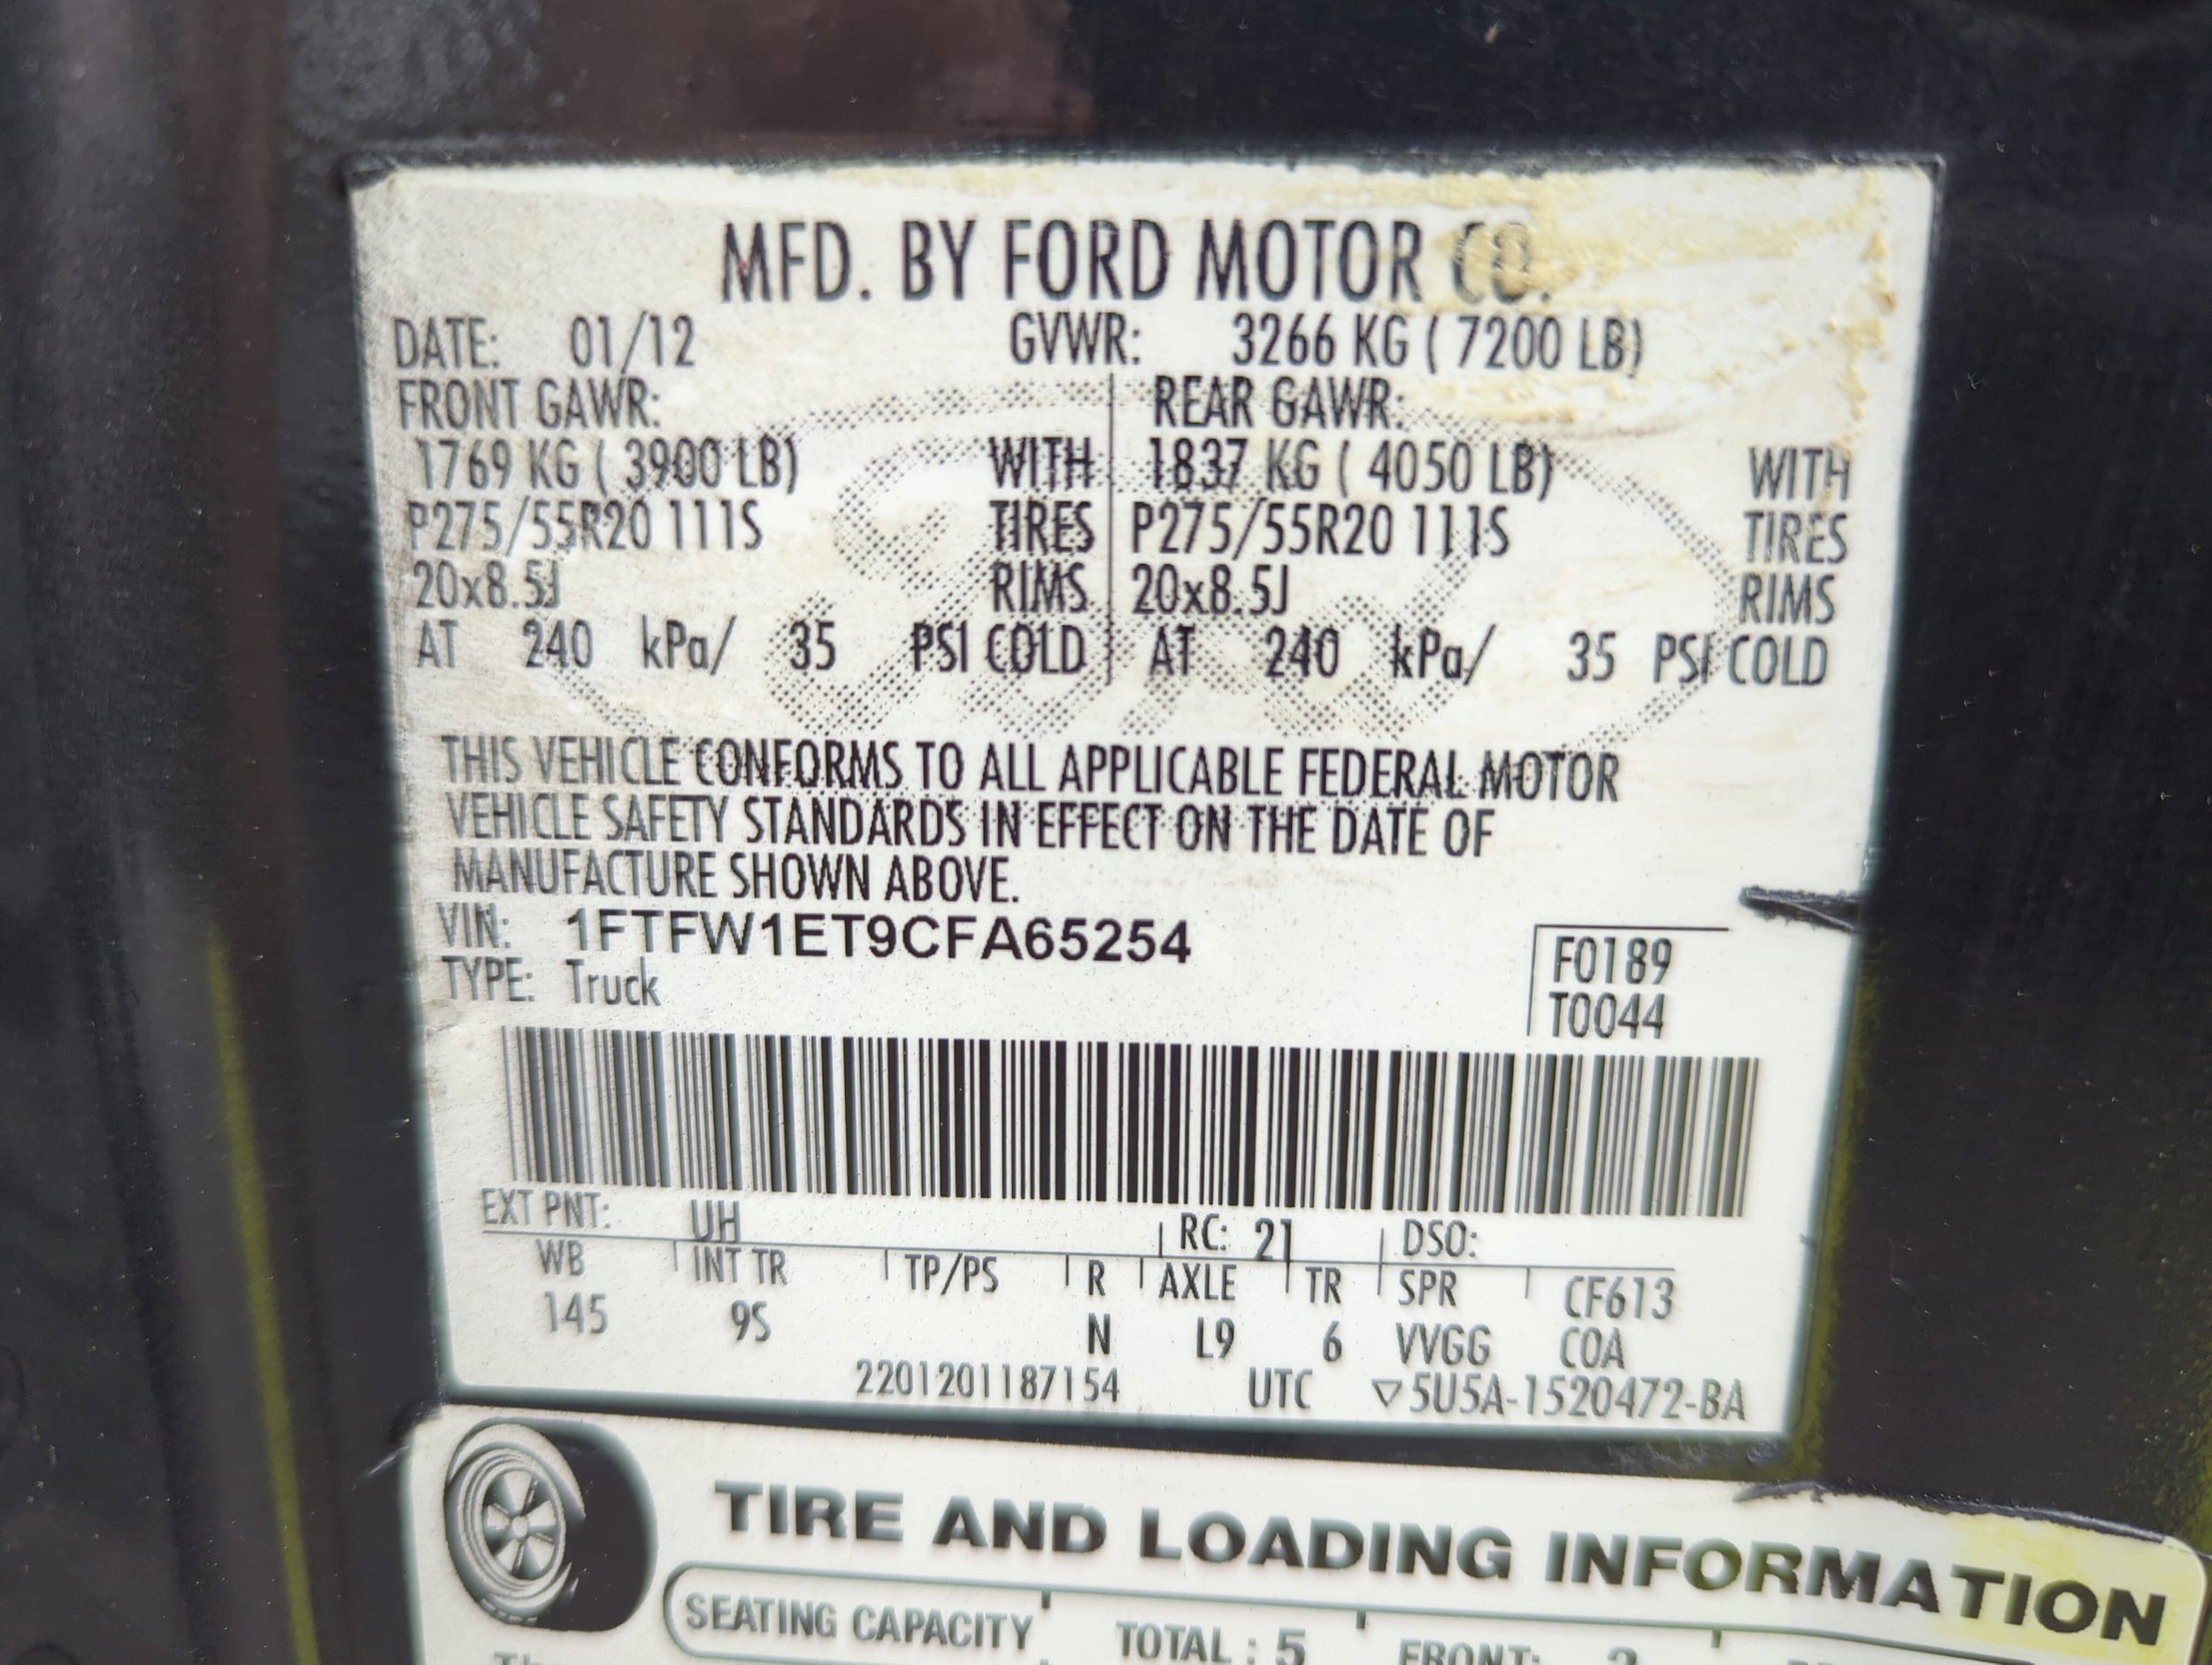 MFD. BY FORD MOTOR CO.
DATE: 01/12 GVWR: 3266 KG ( 7200 LB)
FRONT GAWR: REAR GAWR:
1769 KG ( 3900 LB) WITH 1837 KG ( 4050 LB) WITH
P275/55R20 111S TIRES P275/55R20 111S TIRES
20x8.5J RIMS 20x8.5J RIMS
AT 240 kPa/ 35 PSI COLD AT 240 kPa/ 35 PSI COLD
Ford
THIS VEHICLE CONFORMS TO ALL APPLICABLE FEDERAL MOTOR
VEHICLE SAFETY STANDARDS IN EFFECT ON THE DATE OF
MANUFACTURE SHOWN ABOVE.
VIN: 1FTFW1ET9CFA65254 F0189
TYPE: Truck T0044
EXT PNT: UH RC: 21 DSO:
WB INT TR TP/PS R AXLE TR SPR CF613
145 9S N L9 6 VVGG COA
2201201187154 UTC ▽5U5A-1520472-BA
TIRE AND LOADING INFORMATION
SEATING CAPACITY TOTAL : 5 FRONT: